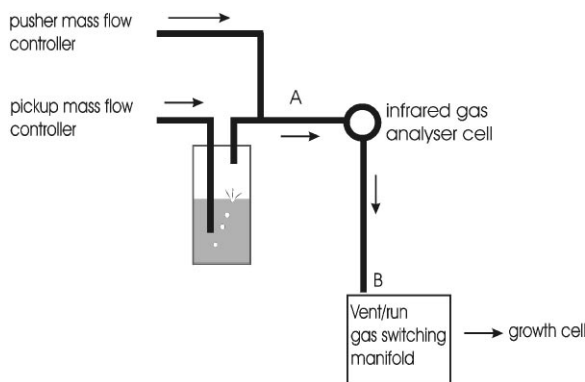 pusher mass flow
controller
pickup mass flow
controller
A
infrared gas
analyser cell
B
Vent/run
gas switching
manifold
growth cell